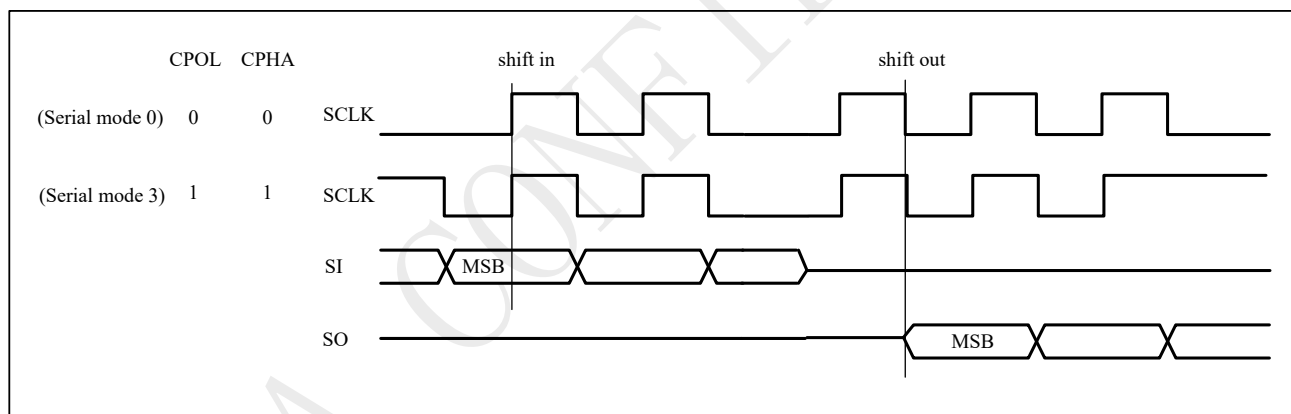 CPOL CPHA shift in shift out
(Serial mode 0) 0 0 SCLK
(Serial mode 3) 1 1 SCLK
SI MSB
SO MSB